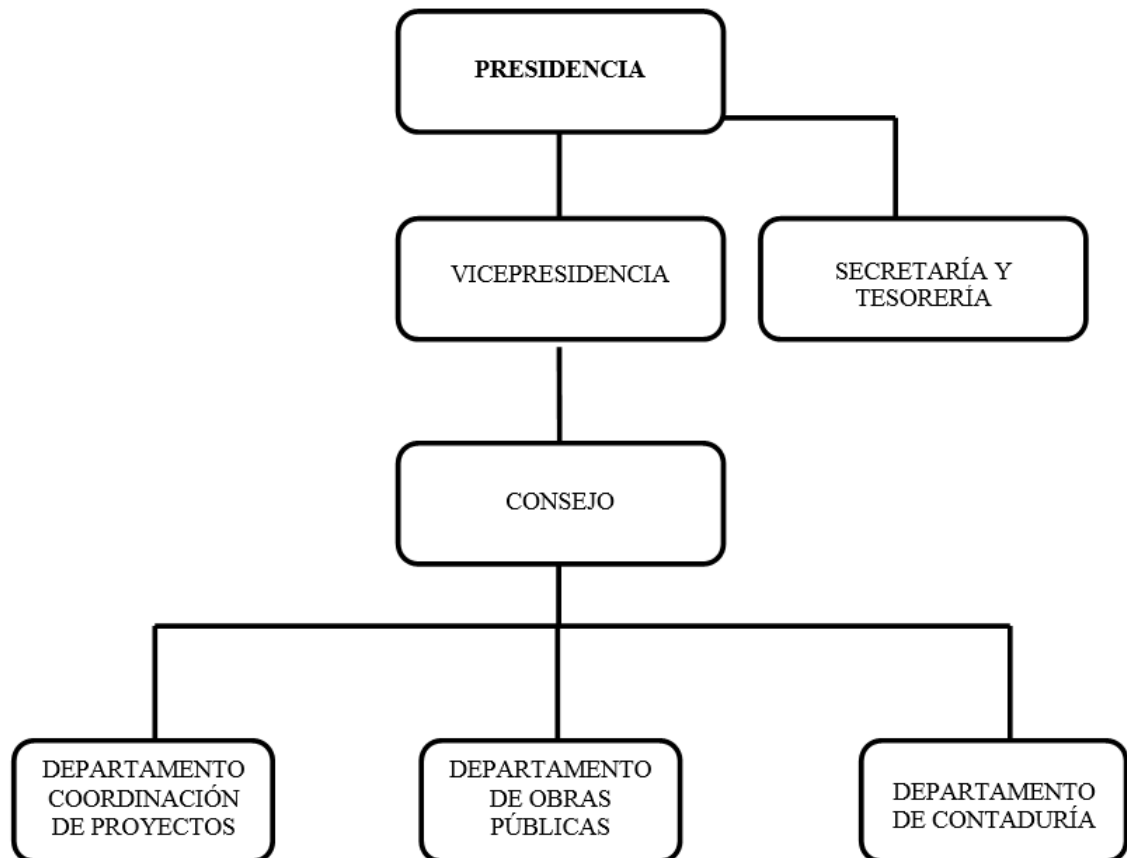 PRESIDENCIA
VICEPRESIDENCIA
SECRETARÍA Y
TESORERÍA
CONSEJO
DEPARTAMENTO
COORDINACIÓN
DE PROYECTOS
DEPARTAMENTO
DE OBRAS
PÚBLICAS
DEPARTAMENTO
DE CONTADURÍA